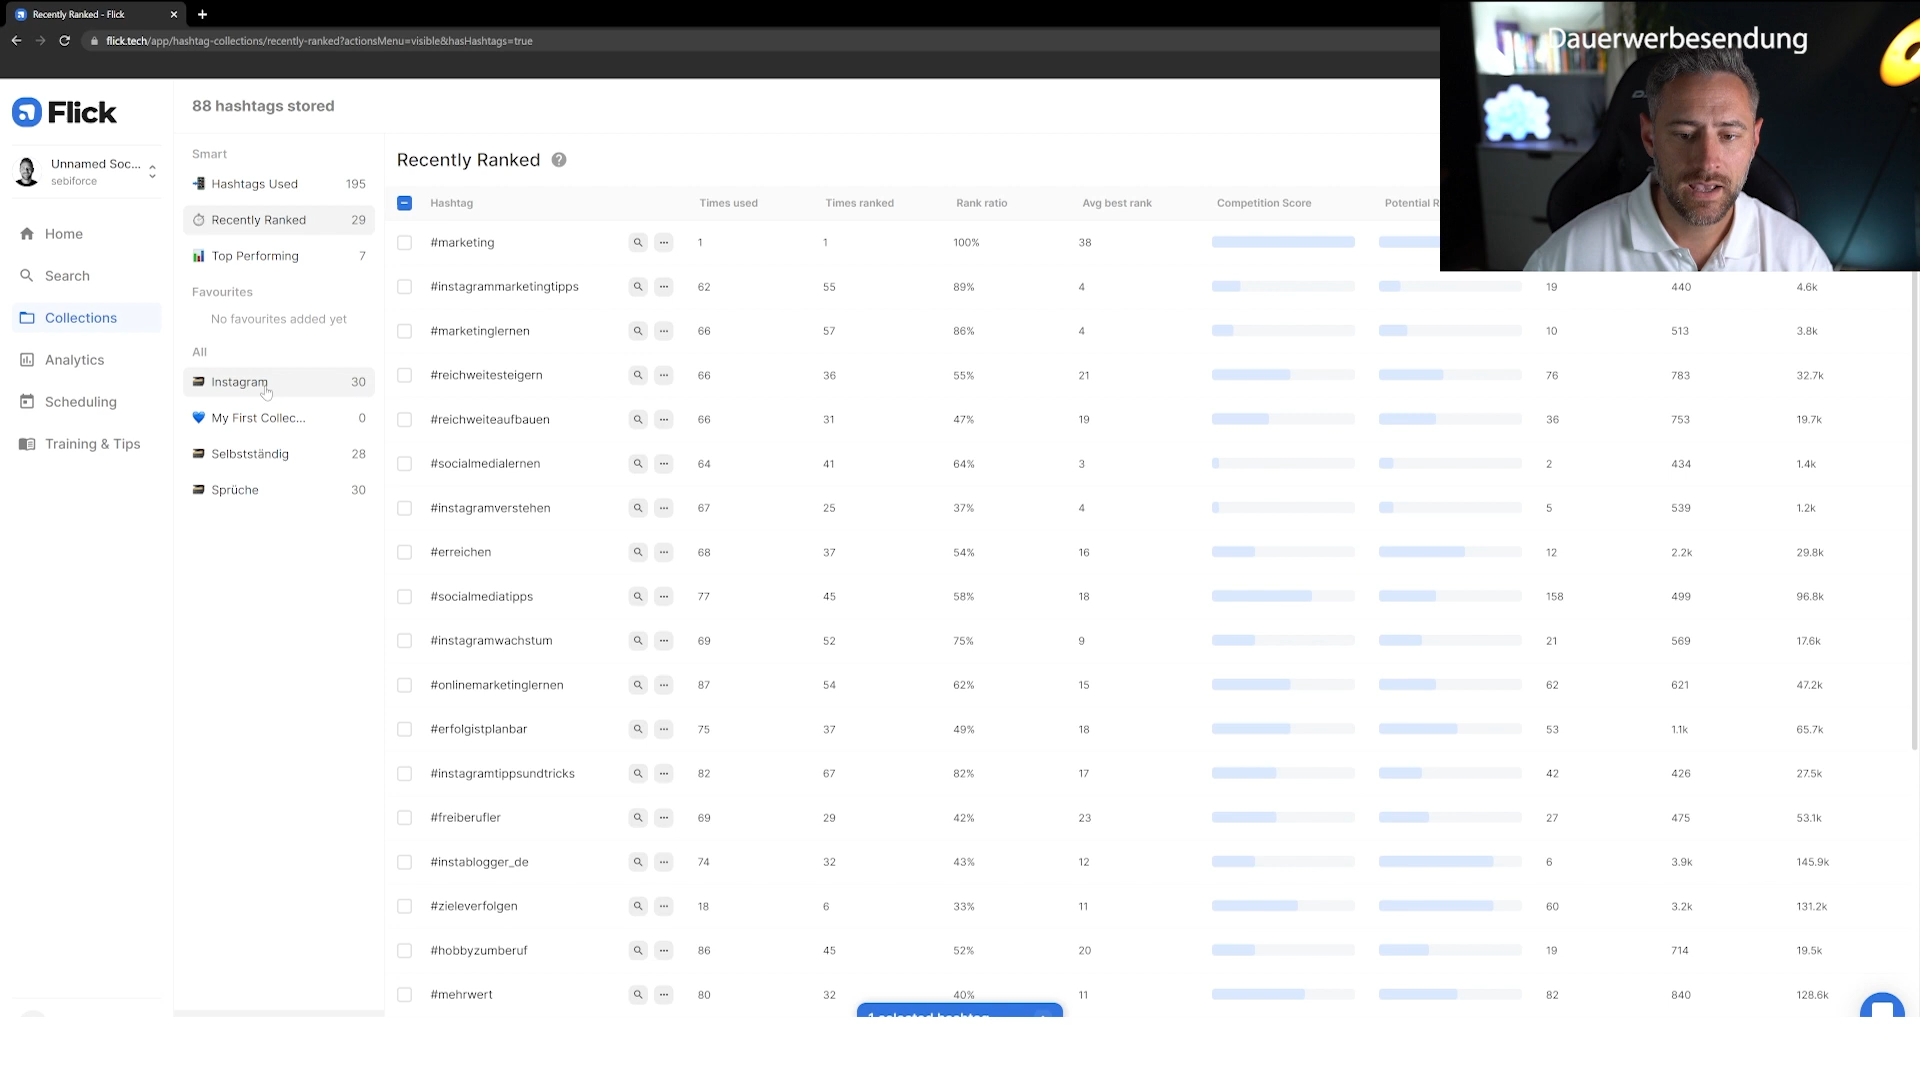 Recently Ranked - Flick
flick.tech/app/hashtag-collections/recently-ranked?actionsMenu=visible&hasHashtags=true
Dauerwerbesendung
Flick
88 hashtags stored
Unnamed Soc...
sebiforce
Home
Search
Collections
Analytics
Scheduling
Training & Tips
Smart
Hashtags Used 195
Recently Ranked 29
Top Performing 7
Favourites
No favourites added yet
All
Instagram 30
My First Collec... 0
Selbstständig 28
Sprüche 30
Recently Ranked ?
Hashtag Times used Times ranked Rank ratio Avg best rank Competition Score Potential R
#marketing 1 1 100% 38
#instagrammarketingtipps 62 55 89% 4 19 440 4.6k
#marketinglernen 66 57 86% 4 10 513 3.8k
#reichweitesteigern 66 36 55% 21 76 783 32.7k
#reichweiteaufbauen 66 31 47% 19 36 753 19.7k
#socialmedialernen 64 41 64% 3 2 434 1.4k
#instagramverstehen 67 25 37% 4 5 539 1.2k
#erreichen 68 37 54% 16 12 2.2k 29.8k
#socialmediatipps 77 45 58% 18 158 499 96.8k
#instagramwachstum 69 52 75% 9 21 569 17.6k
#onlinemarketinglernen 87 54 62% 15 62 621 47.2k
#erfolgistplanbar 75 37 49% 18 53 1.1k 65.7k
#instagramtippsundtricks 82 67 82% 17 42 426 27.5k
#freiberufler 69 29 42% 23 27 475 53.1k
#instablogger_de 74 32 43% 12 6 3.9k 145.9k
#zieleverfolgen 18 6 33% 11 60 3.2k 131.2k
#hobbyzumberuf 86 45 52% 20 19 714 19.5k
#mehrwert 80 32 40% 11 82 840 128.6k
1 selected hashtag